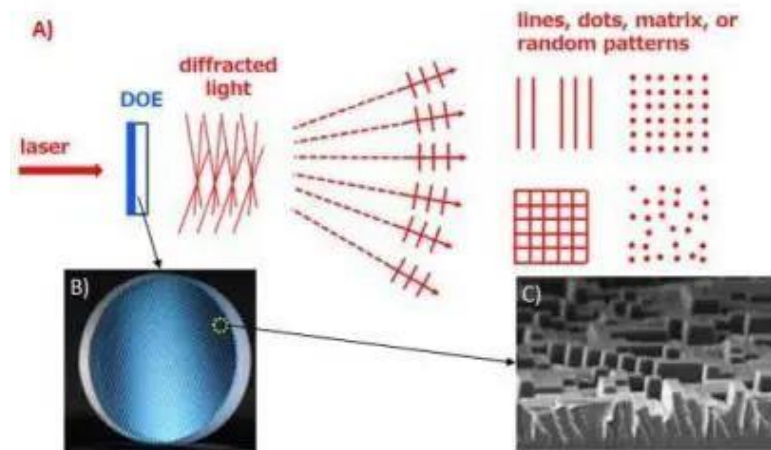 A)
lines, dots, matrix, or
random patterns
diffracted
light
DOE
laser
B)
C)